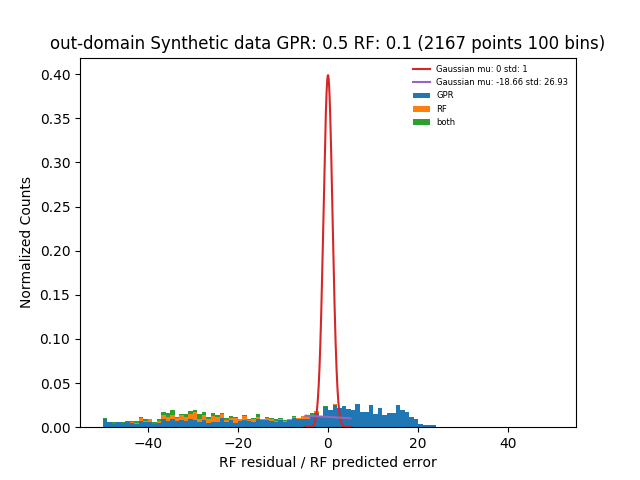 out-domain Synthetic data GPR: 0.5 RF: 0.1 (2167 points 100 bins)
Gaussian mu: 0 std: 1
Gaussian mu: -18.66 std: 26.93
GPR
RF
both
0.40
0.35
0.30
0.25
0.20
0.15
0.10
0.05
0.00
Normalized Counts
−40 −20 0 20 40
RF residual / RF predicted error